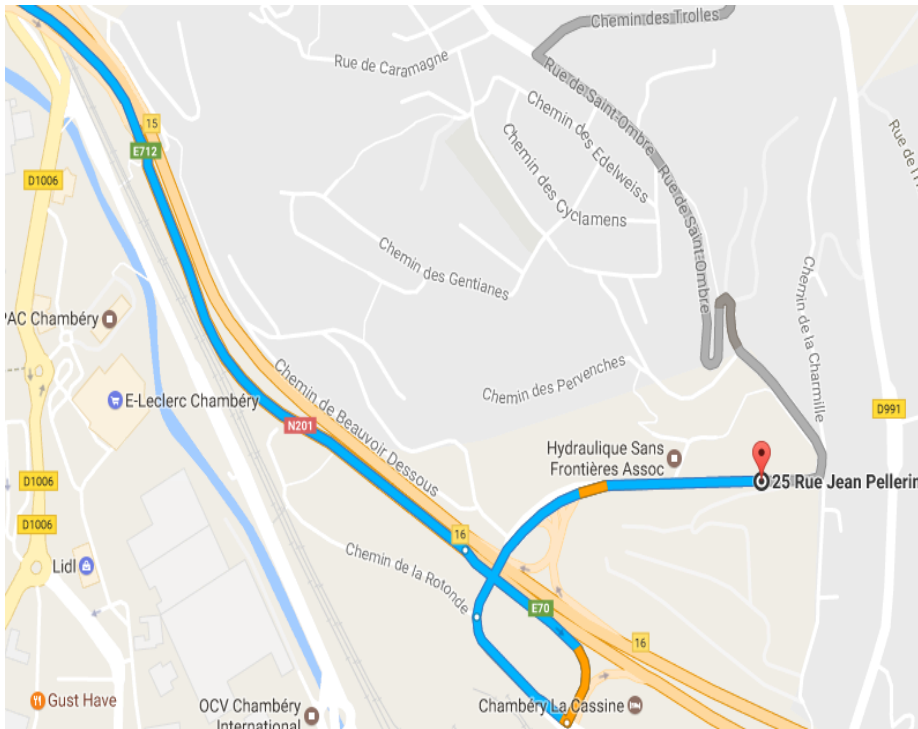 Chemin des Trolles
Rue de Caramagne
Rue de Saint-Ombre
Rue de Saint-Ombre
Chemin des Edelweiss
Chemin des Cyclamens
15
E712
D1006
Chemin des Gentianes
PAC Chambéry
Chemin de la Charmille
Chemin des Pervenches
Chemin de Beauvoir Dessous
E-Leclerc Chambéry
D991
N201
Hydraulique Sans
Frontières Assoc
25 Rue Jean Pellerin
D1006
D1006
16
Lidl
Chemin de la Rotonde
E70
16
Gust Have
OCV Chambéry
International
Chambéry La Cassine